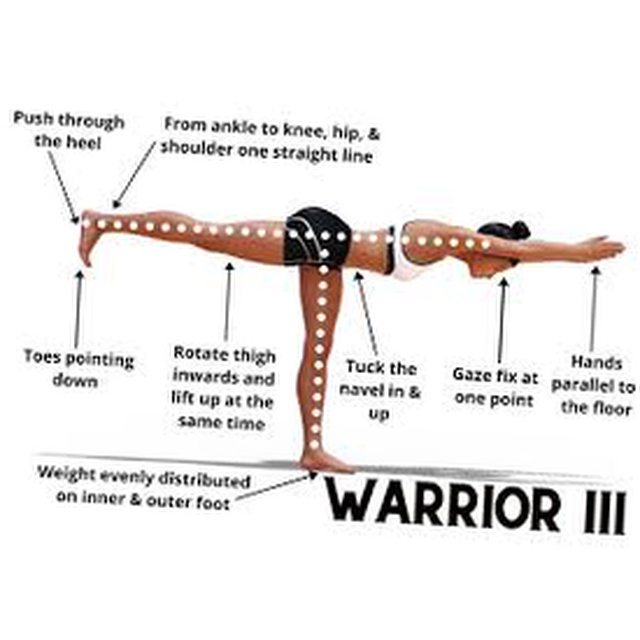 Push through
the heel
From ankle to knee, hip, &
shoulder one straight line
Toes pointing
down
Rotate thigh
inwards and
lift up at the
same time
Tuck the
navel in &
up
Gaze fix at
one point
Hands
parallel to
the floor
Weight evenly distributed
on inner & outer foot
WARRIOR III